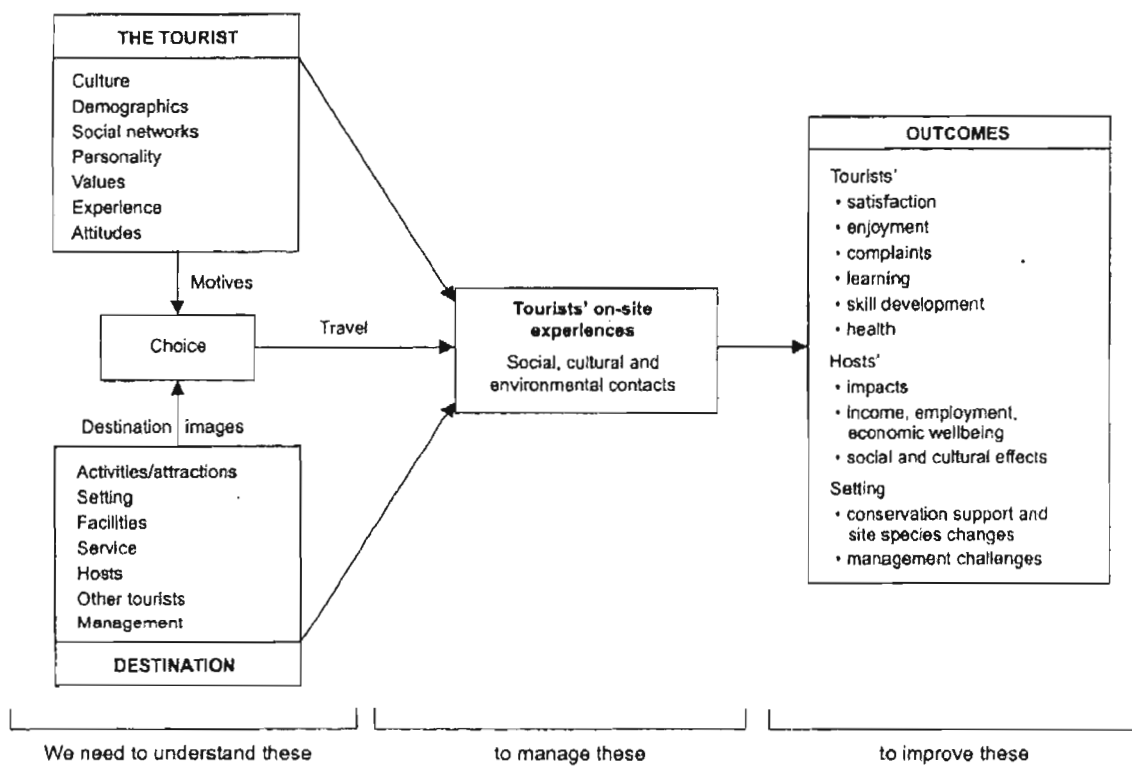 THE TOURIST
Culture
Demographics
Social networks
Personality
Values
Experience
Attitudes
Motives
Choice
Travel
Destination images
Activities/attractions
Setting
Facilities
Service
Hosts
Other tourists
Management
DESTINATION
Tourists' on-site
experiences
Social, cultural and
environmental contacts
OUTCOMES
Tourists'
• satisfaction
• enjoyment
• complaints
• learning
• skill development
• health
Hosts'
• impacts
• income, employment,
economic wellbeing
• social and cultural effects
Setting
• conservation support and
site species changes
• management challenges
We need to understand these
to manage these
to improve these